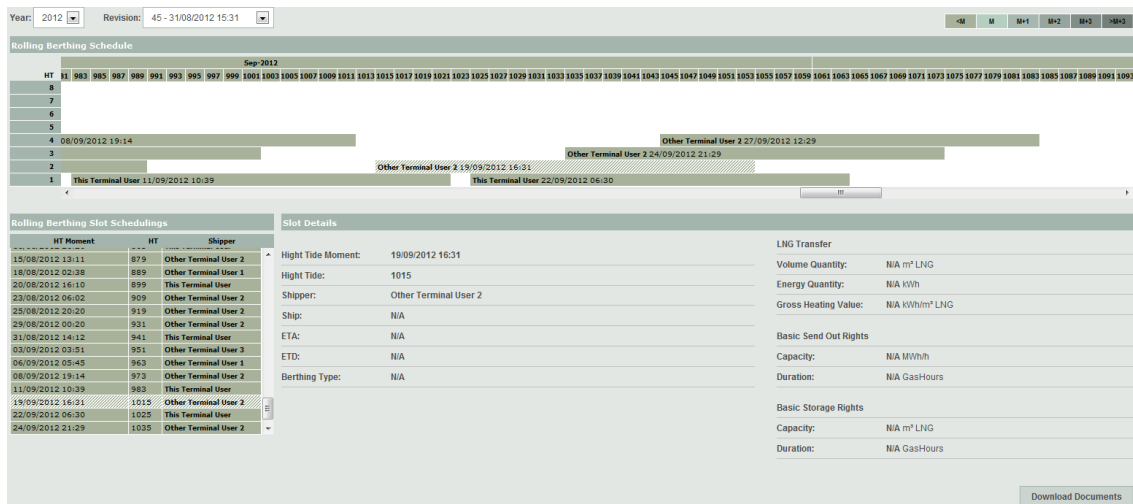 Year: 2012 Revision: 45 - 31/08/2012 15:31 <M M M+1 M+2 M+3 >M+3
Rolling Berthing Schedule
Sep-2012
HT 81 983 985 987 989 991 993 995 997 999 1001 1003 1005 1007 1009 1011 1013 1015 1017 1019 1021 1023 1025 1027 1029 1031 1033 1035 1037 1039 1041 1043 1045 1047 1049 1051 1053 1055 1057 1059 1061 1063 1065 1067 1069 1071 1073 1075 1077 1079 1081 1083 1085 1087 1089 1091 1093
8
7
6
5
4 08/09/2012 19:14 Other Terminal User 2 27/09/2012 12:29
3 Other Terminal User 2 24/09/2012 21:29
2 Other Terminal User 2 19/09/2012 16:31
1 This Terminal User 11/09/2012 10:39 This Terminal User 22/09/2012 06:30
Rolling Berthing Slot Schedulings
HT Moment HT Shipper
15/08/2012 13:11 879 Other Terminal User 2
18/08/2012 02:38 889 Other Terminal User 1
20/08/2012 16:10 899 This Terminal User
23/08/2012 06:02 909 Other Terminal User 2
25/08/2012 20:20 919 Other Terminal User 2
29/08/2012 00:20 931 Other Terminal User 2
31/08/2012 14:12 941 This Terminal User
03/09/2012 03:51 951 Other Terminal User 3
06/09/2012 05:45 963 Other Terminal User 1
08/09/2012 19:14 973 Other Terminal User 2
11/09/2012 10:39 983 This Terminal User
19/09/2012 16:31 1015 Other Terminal User 2
22/09/2012 06:30 1025 This Terminal User
24/09/2012 21:29 1035 Other Terminal User 2
Slot Details
Hight Tide Moment: 19/09/2012 16:31
Hight Tide: 1015
Shipper: Other Terminal User 2
Ship: N/A
ETA: N/A
ETD: N/A
Berthing Type: N/A
LNG Transfer
Volume Quantity: N/A m³ LNG
Energy Quantity: N/A kWh
Gross Heating Value: N/A kWh/m³ LNG
Basic Send Out Rights
Capacity: N/A MWh/h
Duration: N/A GasHours
Basic Storage Rights
Capacity: N/A m³ LNG
Duration: N/A GasHours
Download Documents